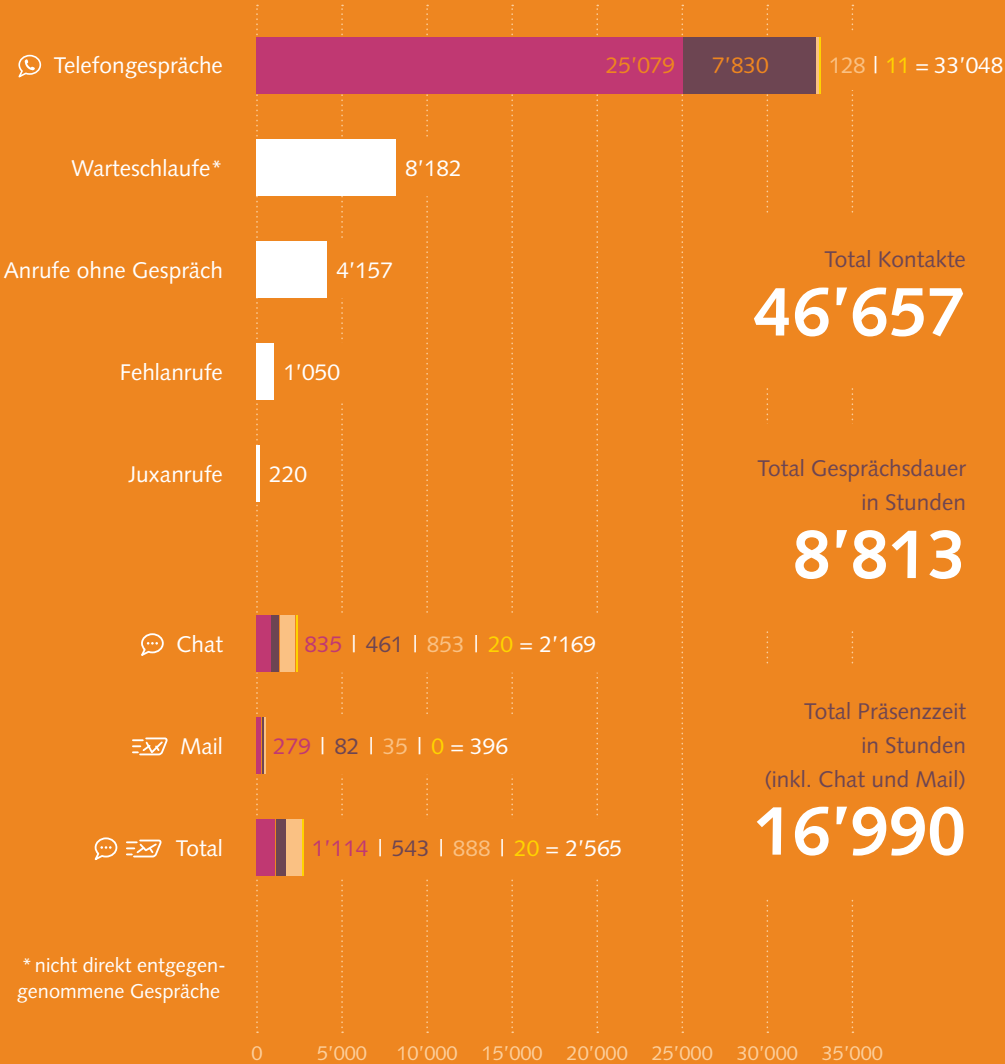 Telefongespräche 25’079 7’830 128 | 11 = 33’048
Warteschlaufe* 8’182
Anrufe ohne Gespräch 4’157
Fehlanrufe 1’050
Juxanrufe 220
Total Kontakte
46’657
Total Gesprächsdauer
in Stunden
8’813
Chat 835 | 461 | 853 | 20 = 2’169
Mail 279 | 82 | 35 | 0 = 396
Total 1’114 | 543 | 888 | 20 = 2’565
Total Präsenzzeit
in Stunden
(inkl. Chat und Mail)
16’990
* nicht direkt entgegen-
genommene Gespräche
0 5’000 10’000 15’000 20’000 25’000 30’000 35’000